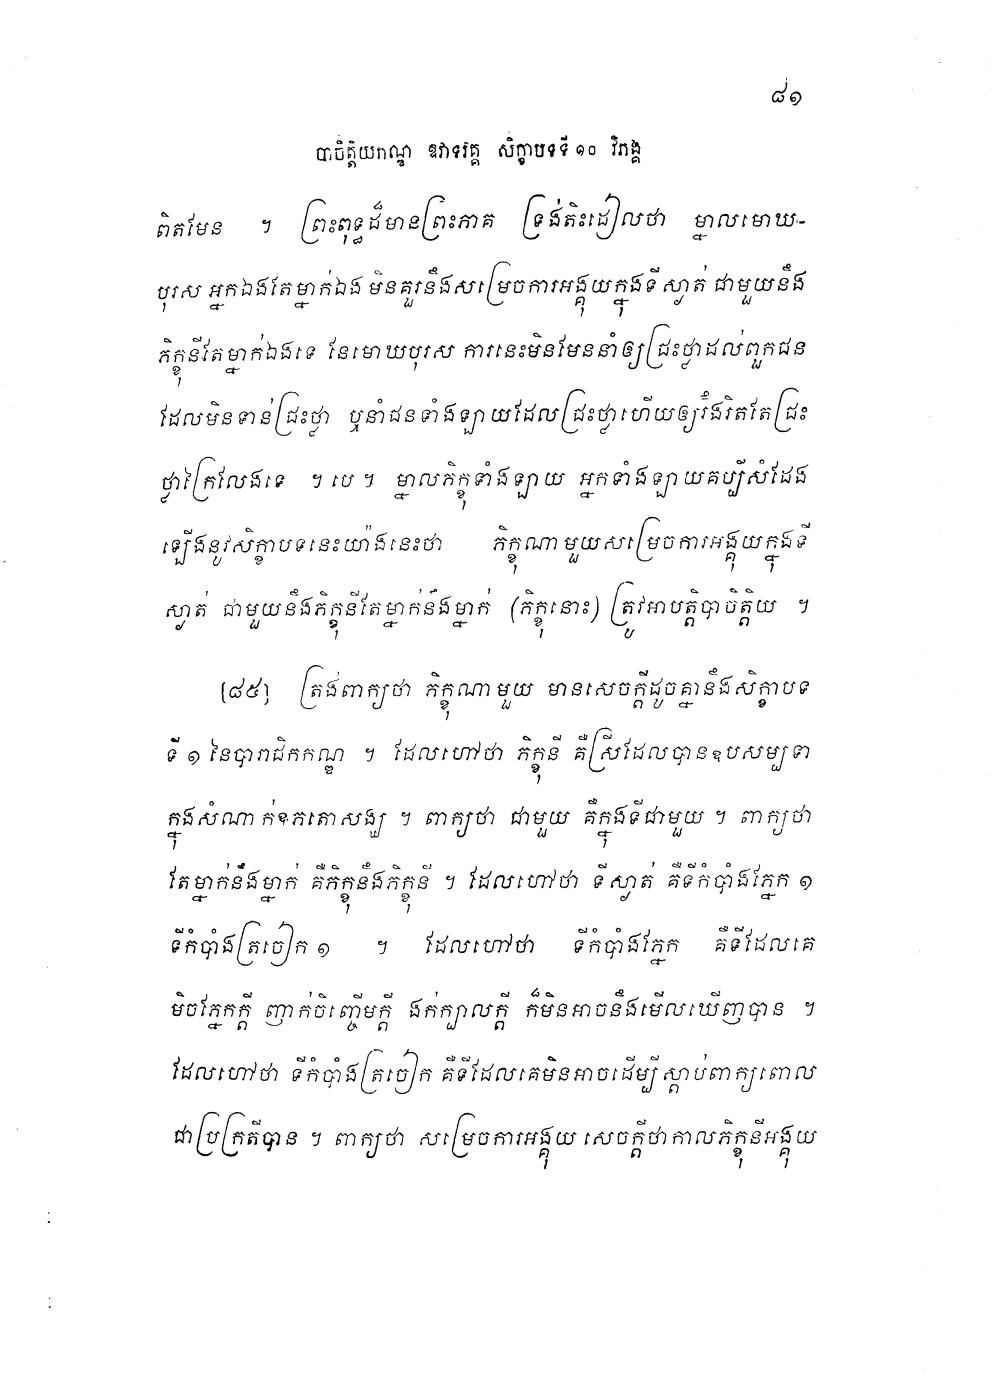 ៨១
បាចិត្តិយកណ្ឌ ឱវាទវគ្គ សិក្ខាបទទី ១០ វិភង្គ
ពិតមែន ។ ព្រះពុទ្ធដ៏មានព្រះភាគ ទ្រង់តិះដៀលថា ម្នាលមោឃ-
បុរស អ្នកឯងតែម្នាក់ឯង មិនគួរនឹងសម្រេចការអង្គុយក្នុងទីស្ងាត់ ជាមួយនឹង
ភិក្ខុនីតែម្នាក់ឯងទេ នែមោឃបុរស ការនេះមិនមែននាំឲ្យជ្រះថ្លាដល់ពួកជន
ដែលមិនទាន់ជ្រះថ្លា ឬនាំជនទាំងឡាយដែលជ្រះថ្លាហើយឲ្យរឹងរិតតែជ្រះ
ថ្លាក្រៃលែងទេ ។ បេ ។ ម្នាលភិក្ខុទាំងឡាយ អ្នកទាំងឡាយគប្បីសំដែង
ឡើងនូវសិក្ខាបទនេះយ៉ាងនេះថា ភិក្ខុណាមួយសម្រេចការអង្គុយក្នុងទី
ស្ងាត់ ជាមួយនឹងភិក្ខុនីតែម្នាក់នឹងម្នាក់ (ភិក្ខុនោះ) ត្រូវអាបត្តិបាចិត្តិយ ។
[៨៥] ត្រង់ពាក្យថា ភិក្ខុណាមួយ មានសេចក្តីដូចគ្នានឹងសិក្ខាបទ
ទី ១ នៃបារាជិកកណ្ឌ ។ ដែលហៅថា ភិក្ខុនី គឺស្រីដែលបានឧបសម្បទា
ក្នុងសំណាក់ឧភតោសង្ឃ ។ ពាក្យថា ជាមួយ គឺក្នុងទីជាមួយ ។ ពាក្យថា
តែម្នាក់នឹងម្នាក់ គឺភិក្ខុនឹងភិក្ខុនី ។ ដែលហៅថា ទីស្ងាត់ គឺទីកំបាំងភ្នែក ១
ទីកំបាំងត្រចៀក ១ ។ ដែលហៅថា ទីកំបាំងភ្នែក គឺទីដែលគេ
មិចភ្នែកក្តី ញាក់ចិញ្ចើមក្តី ងក់ក្បាលក្តី ក៏មិនអាចនឹងមើលឃើញបាន ។
ដែលហៅថា ទីកំបាំងត្រចៀក គឺទីដែលគេមិនអាចដើម្បីស្តាប់ពាក្យពោល
ជាប្រក្រតីបាន ។ ពាក្យថា សម្រេចការអង្គុយ សេចក្តីថាកាលភិក្ខុនីអង្គុយ